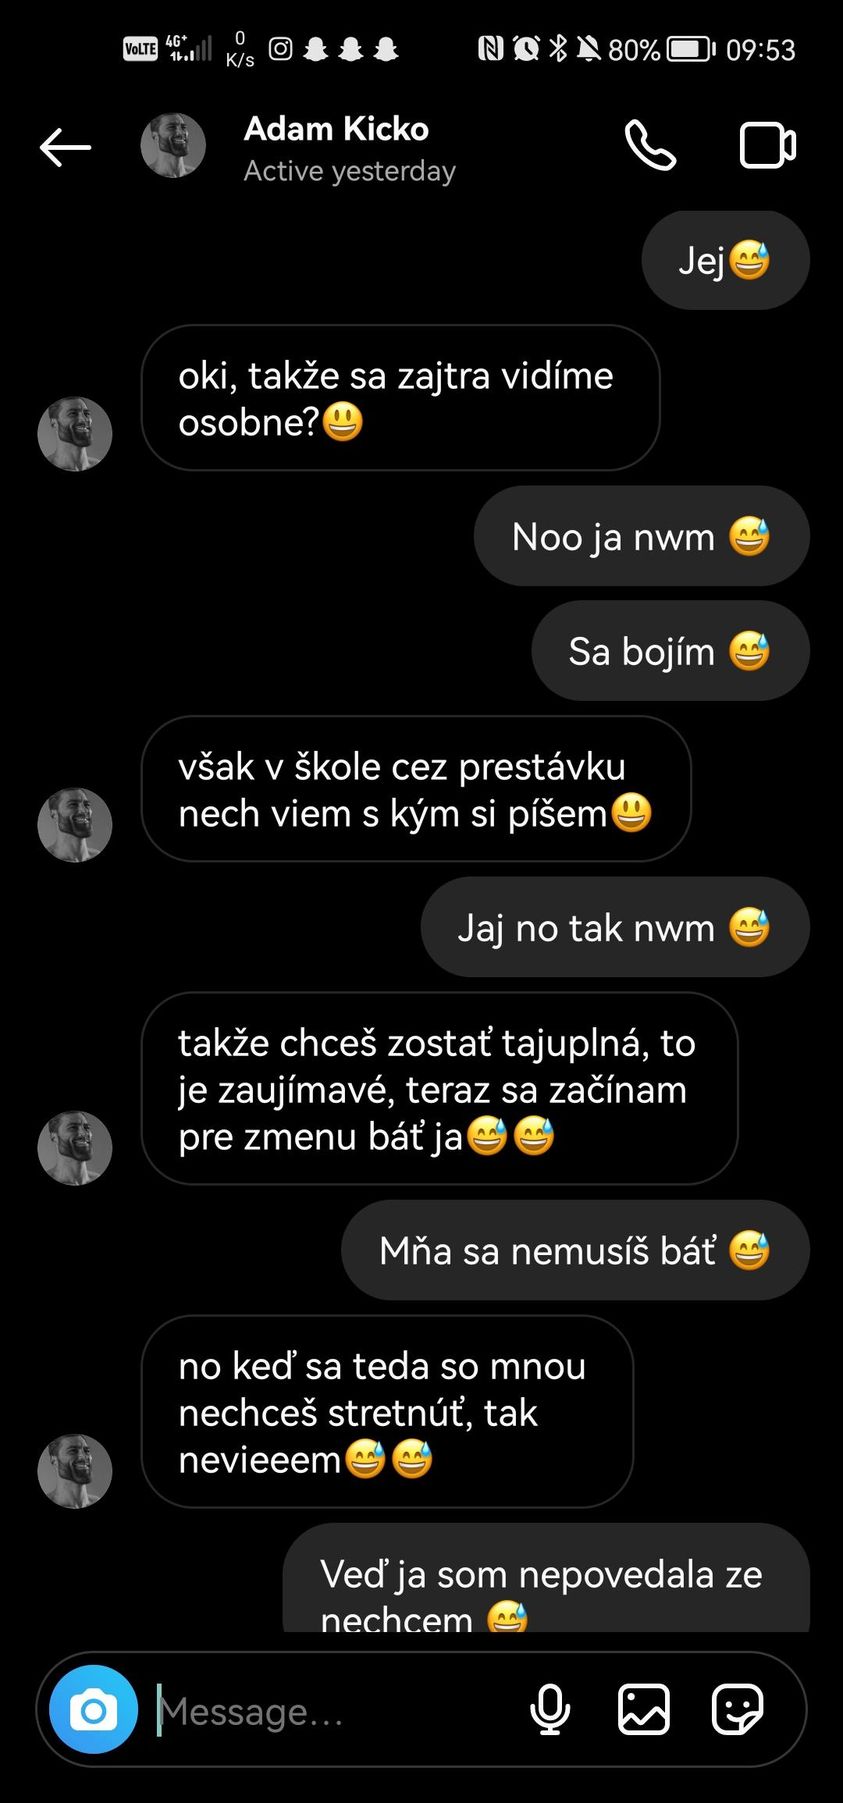 VoLTE 4G+ 0 K/s 80% 09:53
Adam Kicko
Active yesterday
Jej😅
oki, takže sa zajtra vidíme
osobne?😃
Noo ja nwm 😅
Sa bojím 😅
však v škole cez prestávku
nech viem s kým si píšem😃
Jaj no tak nwm 😅
takže chceš zostať tajuplná, to
je zaujímavé, teraz sa začínam
pre zmenu báť ja😅😅
Mňa sa nemusíš báť 😅
no keď sa teda so mnou
nechceš stretnúť, tak
nevieeem😅😅
Veď ja som nepovedala ze
nechcem 😅
Message...